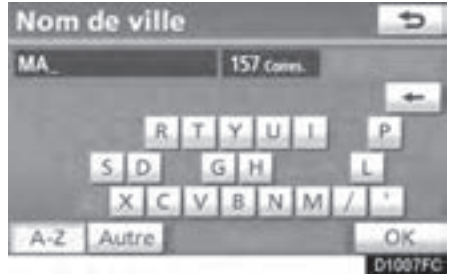 Nom de ville
MA_ 157 Corres.
R T Y U I P
S D G H L
X C V B N M / '
A-Z Autre OK
D1007FC